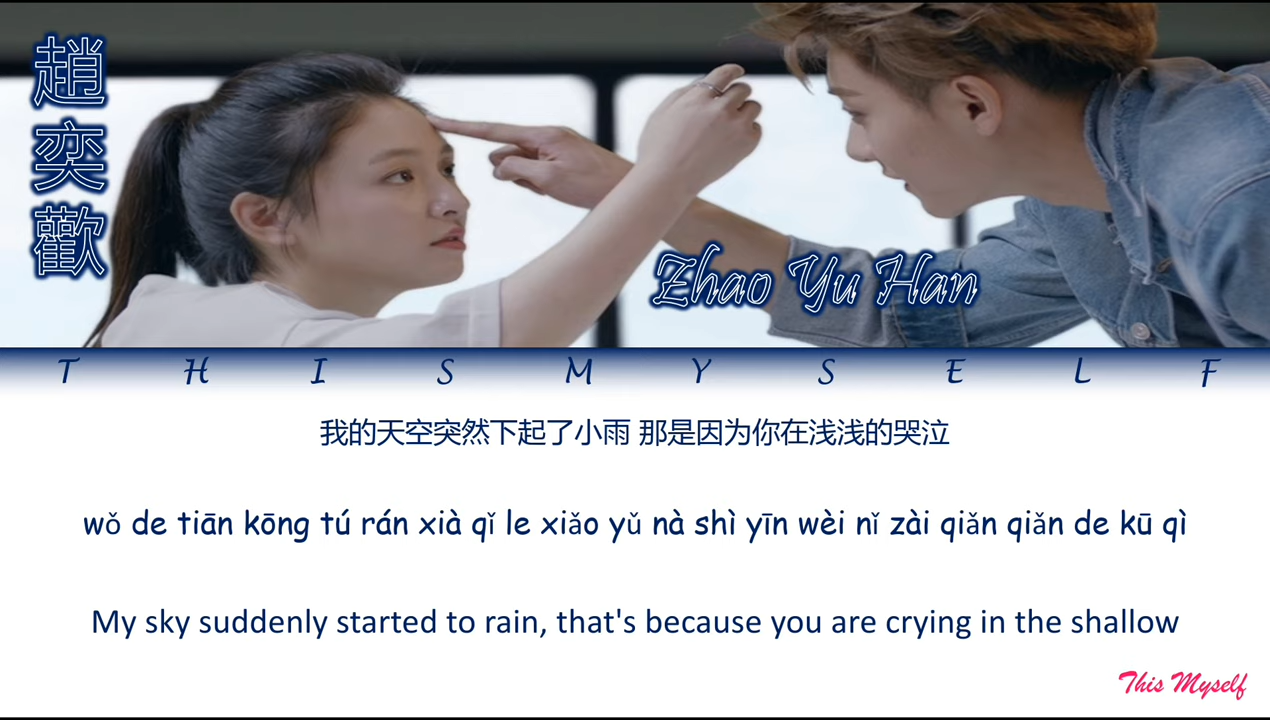 趙奕歡
Zhao Yu Han
T H I S M Y S E L F
我的天空突然下起了小雨 那是因为你在浅浅的哭泣
wǒ de tiān kōng tú rán xià qǐ le xiǎo yǔ nà shì yīn wèi nǐ zài qiǎn qiǎn de kū qì
My sky suddenly started to rain, that's because you are crying in the shallow
This Myself